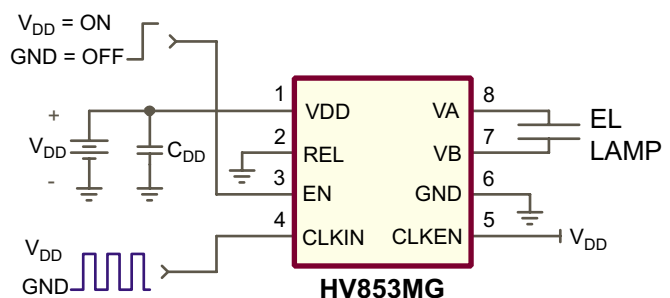 VDD = ON
GND = OFF
+
VDD
-
CDD
1
VDD
2
REL
3
EN
4
CLKIN
VA
8
VB
7
GND
6
CLKEN
5
EL
LAMP
VDD
VDD
GND
HV853MG